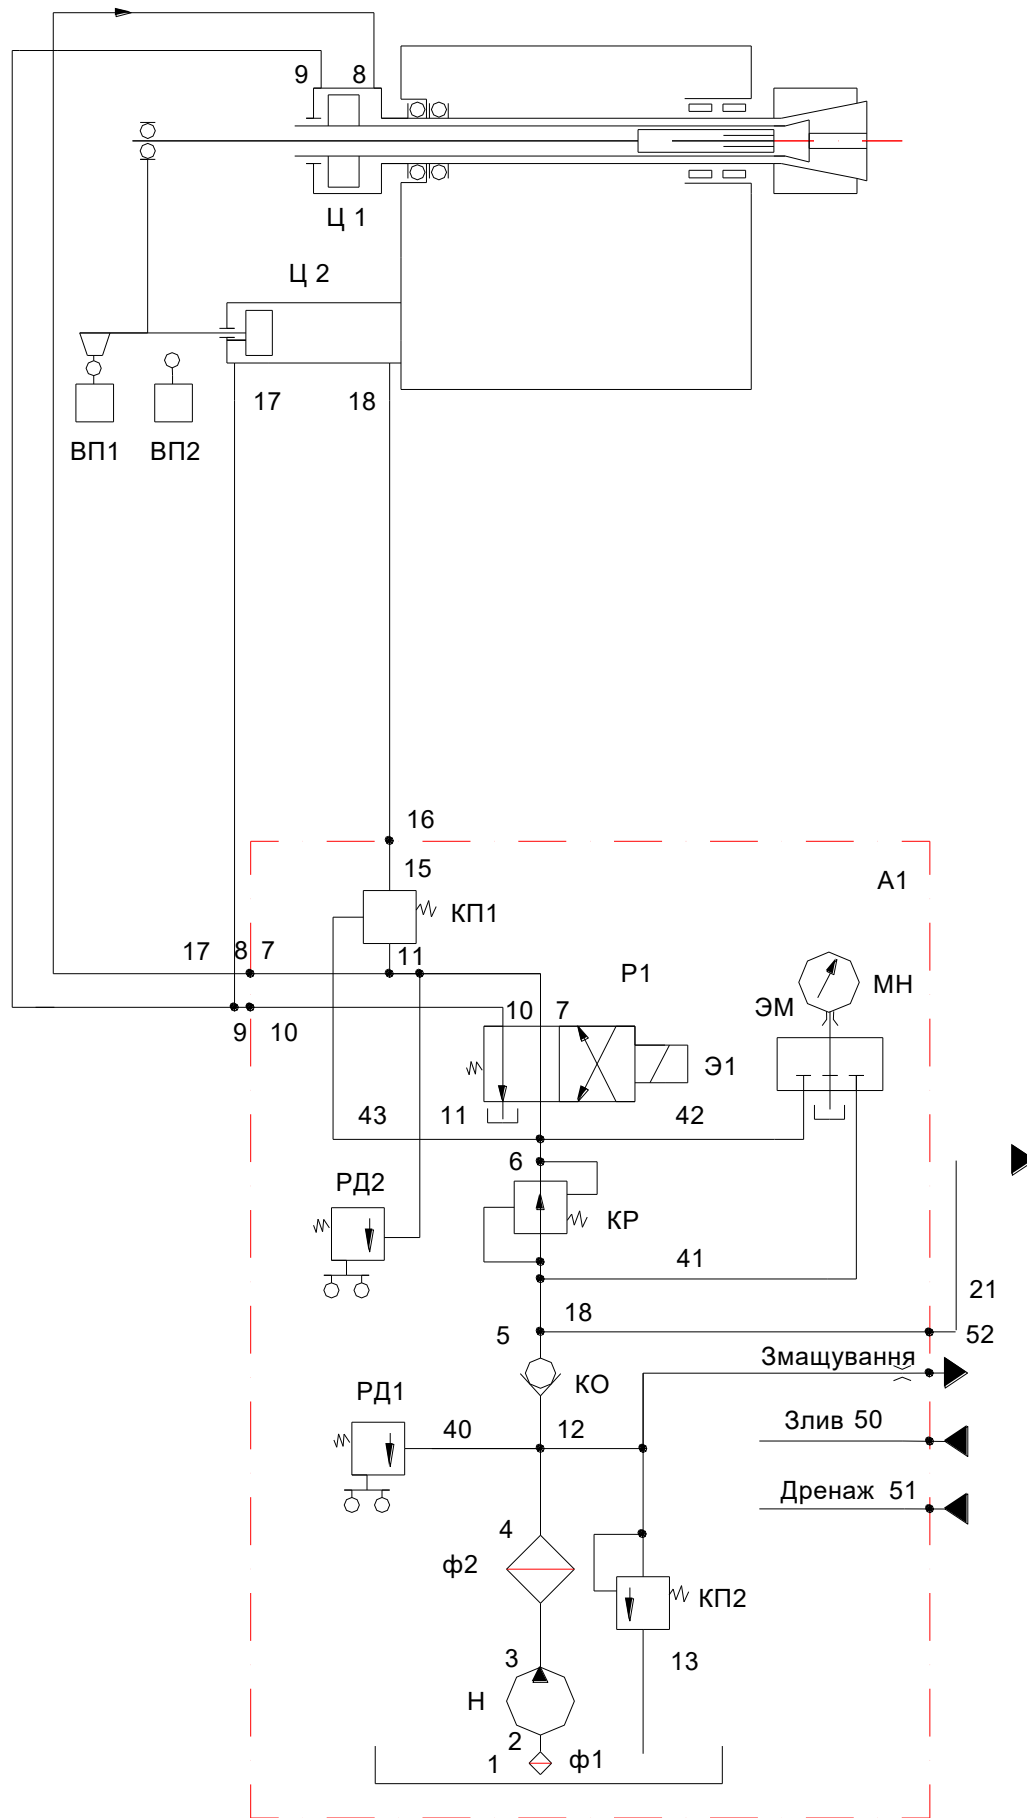 9 8
Ц 1
Ц 2
17 18
ВП1 ВП2
16
15
А1
КП1
17 8 7 11
Р1
МН
ЭМ
9 10
10 7
Э1
43 11 42
6
РД2
КР
41
21
18
5
52
Змащування
КО
РД1
40 12
Злив 50
Дренаж 51
4
ф2
КП2
3
13
Н
2
1 ф1